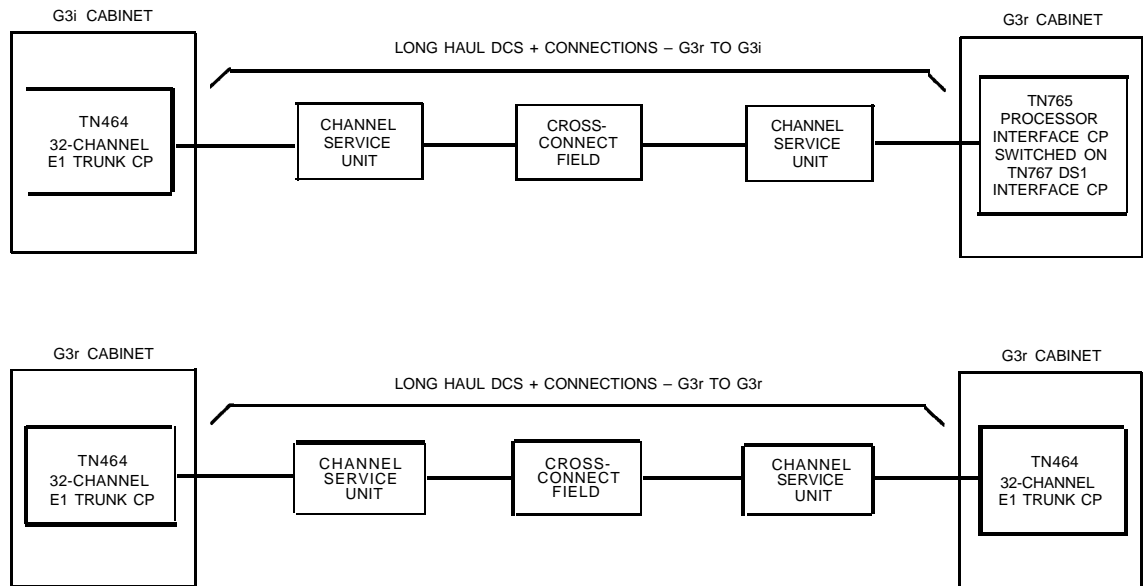 G3i CABINET
G3r CABINET
LONG HAUL DCS + CONNECTIONS – G3r TO G3i
TN464
32-CHANNEL
E1 TRUNK CP
CHANNEL
SERVICE
UNIT
CROSS-
CONNECT
FIELD
CHANNEL
SERVICE
UNIT
TN765
PROCESSOR
INTERFACE CP
SWITCHED ON
TN767 DS1
INTERFACE CP
G3r CABINET
G3r CABINET
LONG HAUL DCS + CONNECTIONS – G3r TO G3r
TN464
32-CHANNEL
E1 TRUNK CP
CHANNEL
SERVICE
UNIT
CROSS-
CONNECT
FIELD
CHANNEL
SERVICE
UNIT
TN464
32-CHANNEL
E1 TRUNK CP